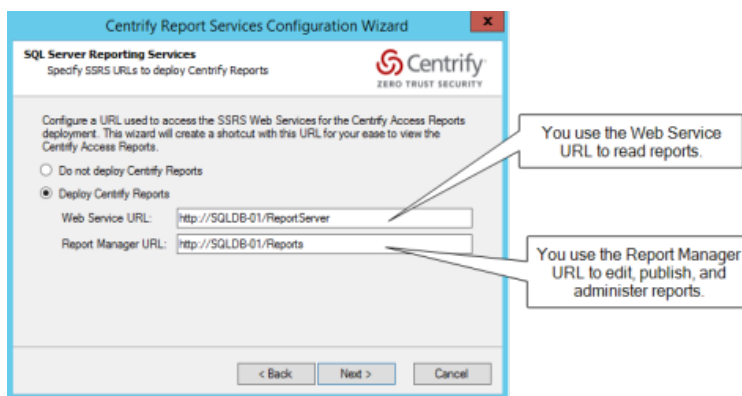 Centrify Report Services Configuration Wizard
x
SQL Server Reporting Services
Specify SSRS URLs to deploy Centrify Reports
Centrify
ZERO TRUST SECURITY
Configure a URL used to access the SSRS Web Services for the Centrify Access Reports
deployment. This wizard will create a shortcut with this URL for your ease to view the
Centrify Access Reports.
Do not deploy Centrify Reports
Deploy Centrify Reports
Web Service URL: http://SQLDB-01/ReportServer
Report Manager URL: http://SQLDB-01/Reports
< Back Next > Cancel
You use the Web Service
URL to read reports.
You use the Report Manager
URL to edit, publish, and
administer reports.